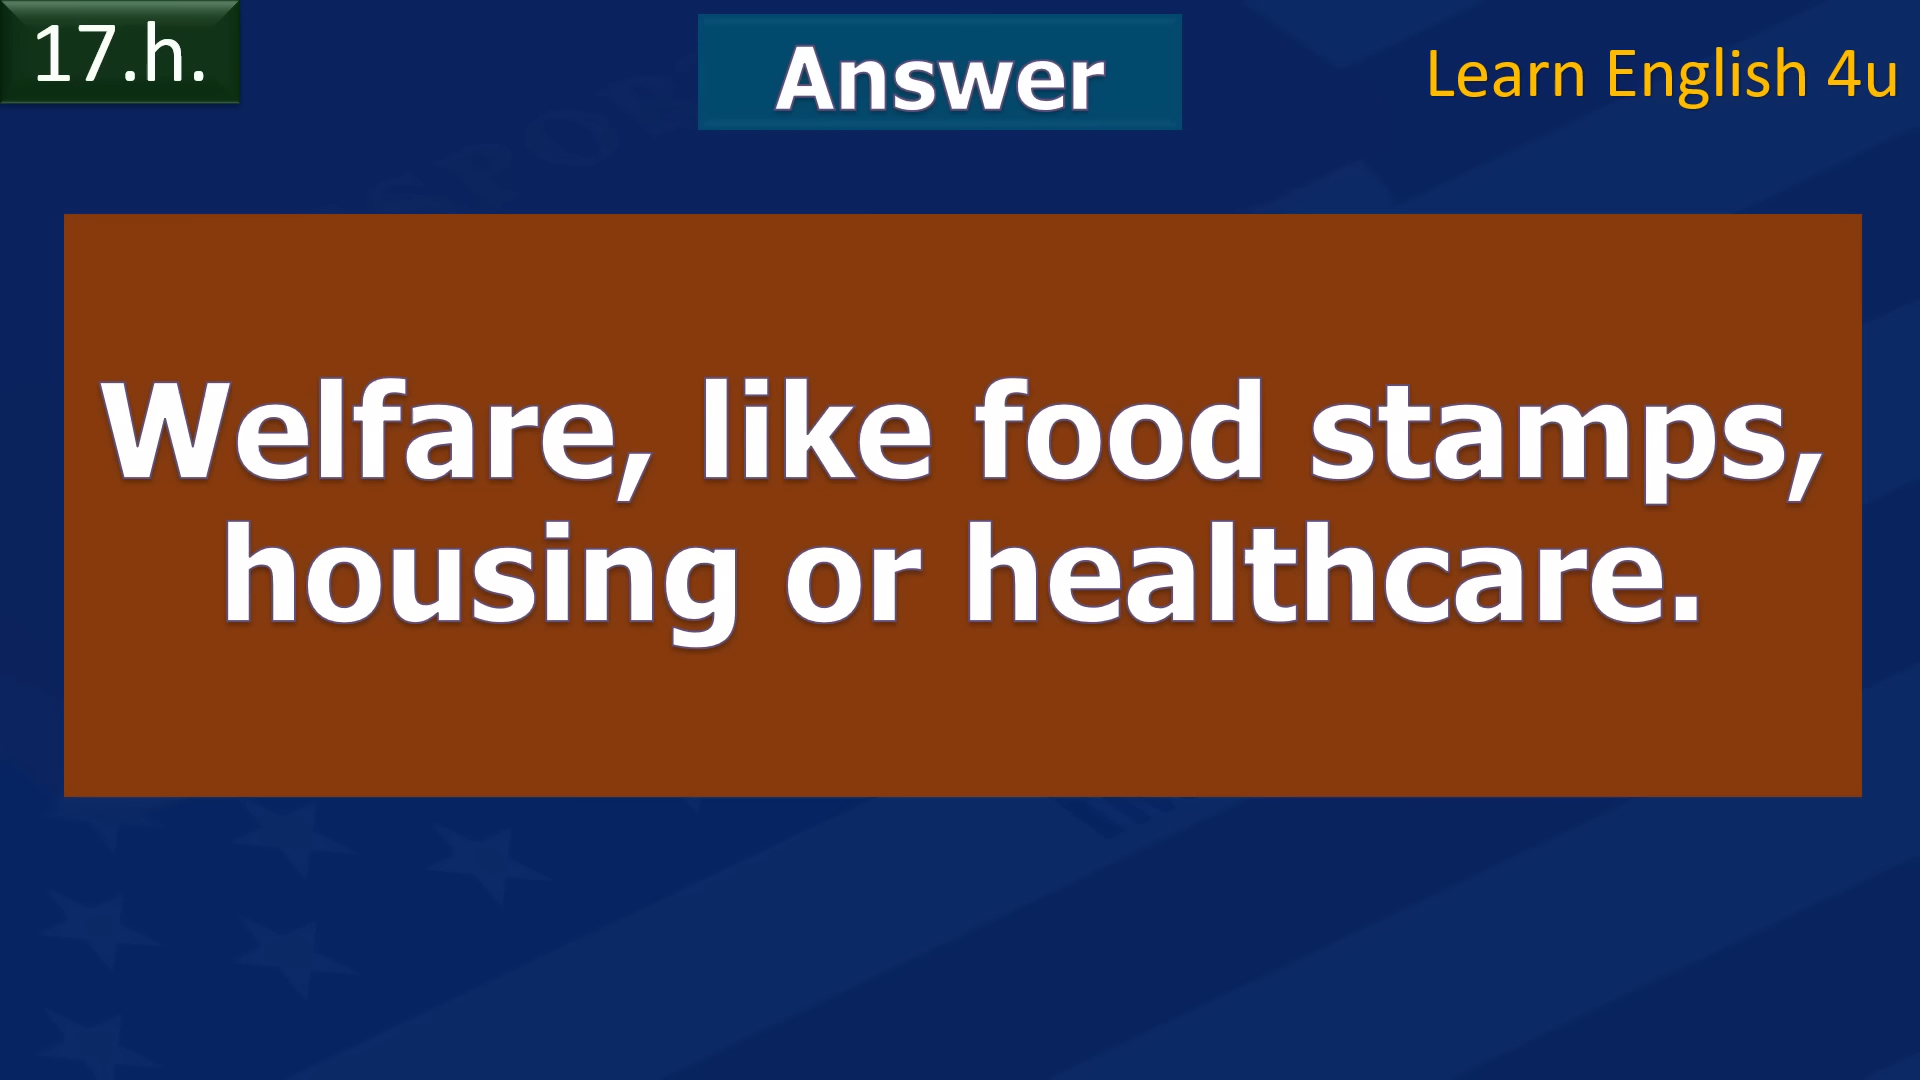 17.h.
Answer
Learn English 4u
Welfare, like food stamps,
housing or healthcare.